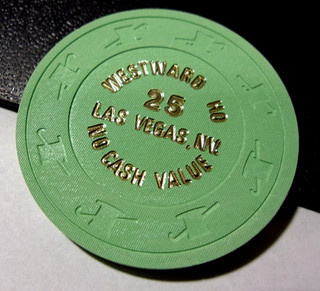 WESTWARD HO
25
LAS VEGAS, NV.
NO CASH VALUE